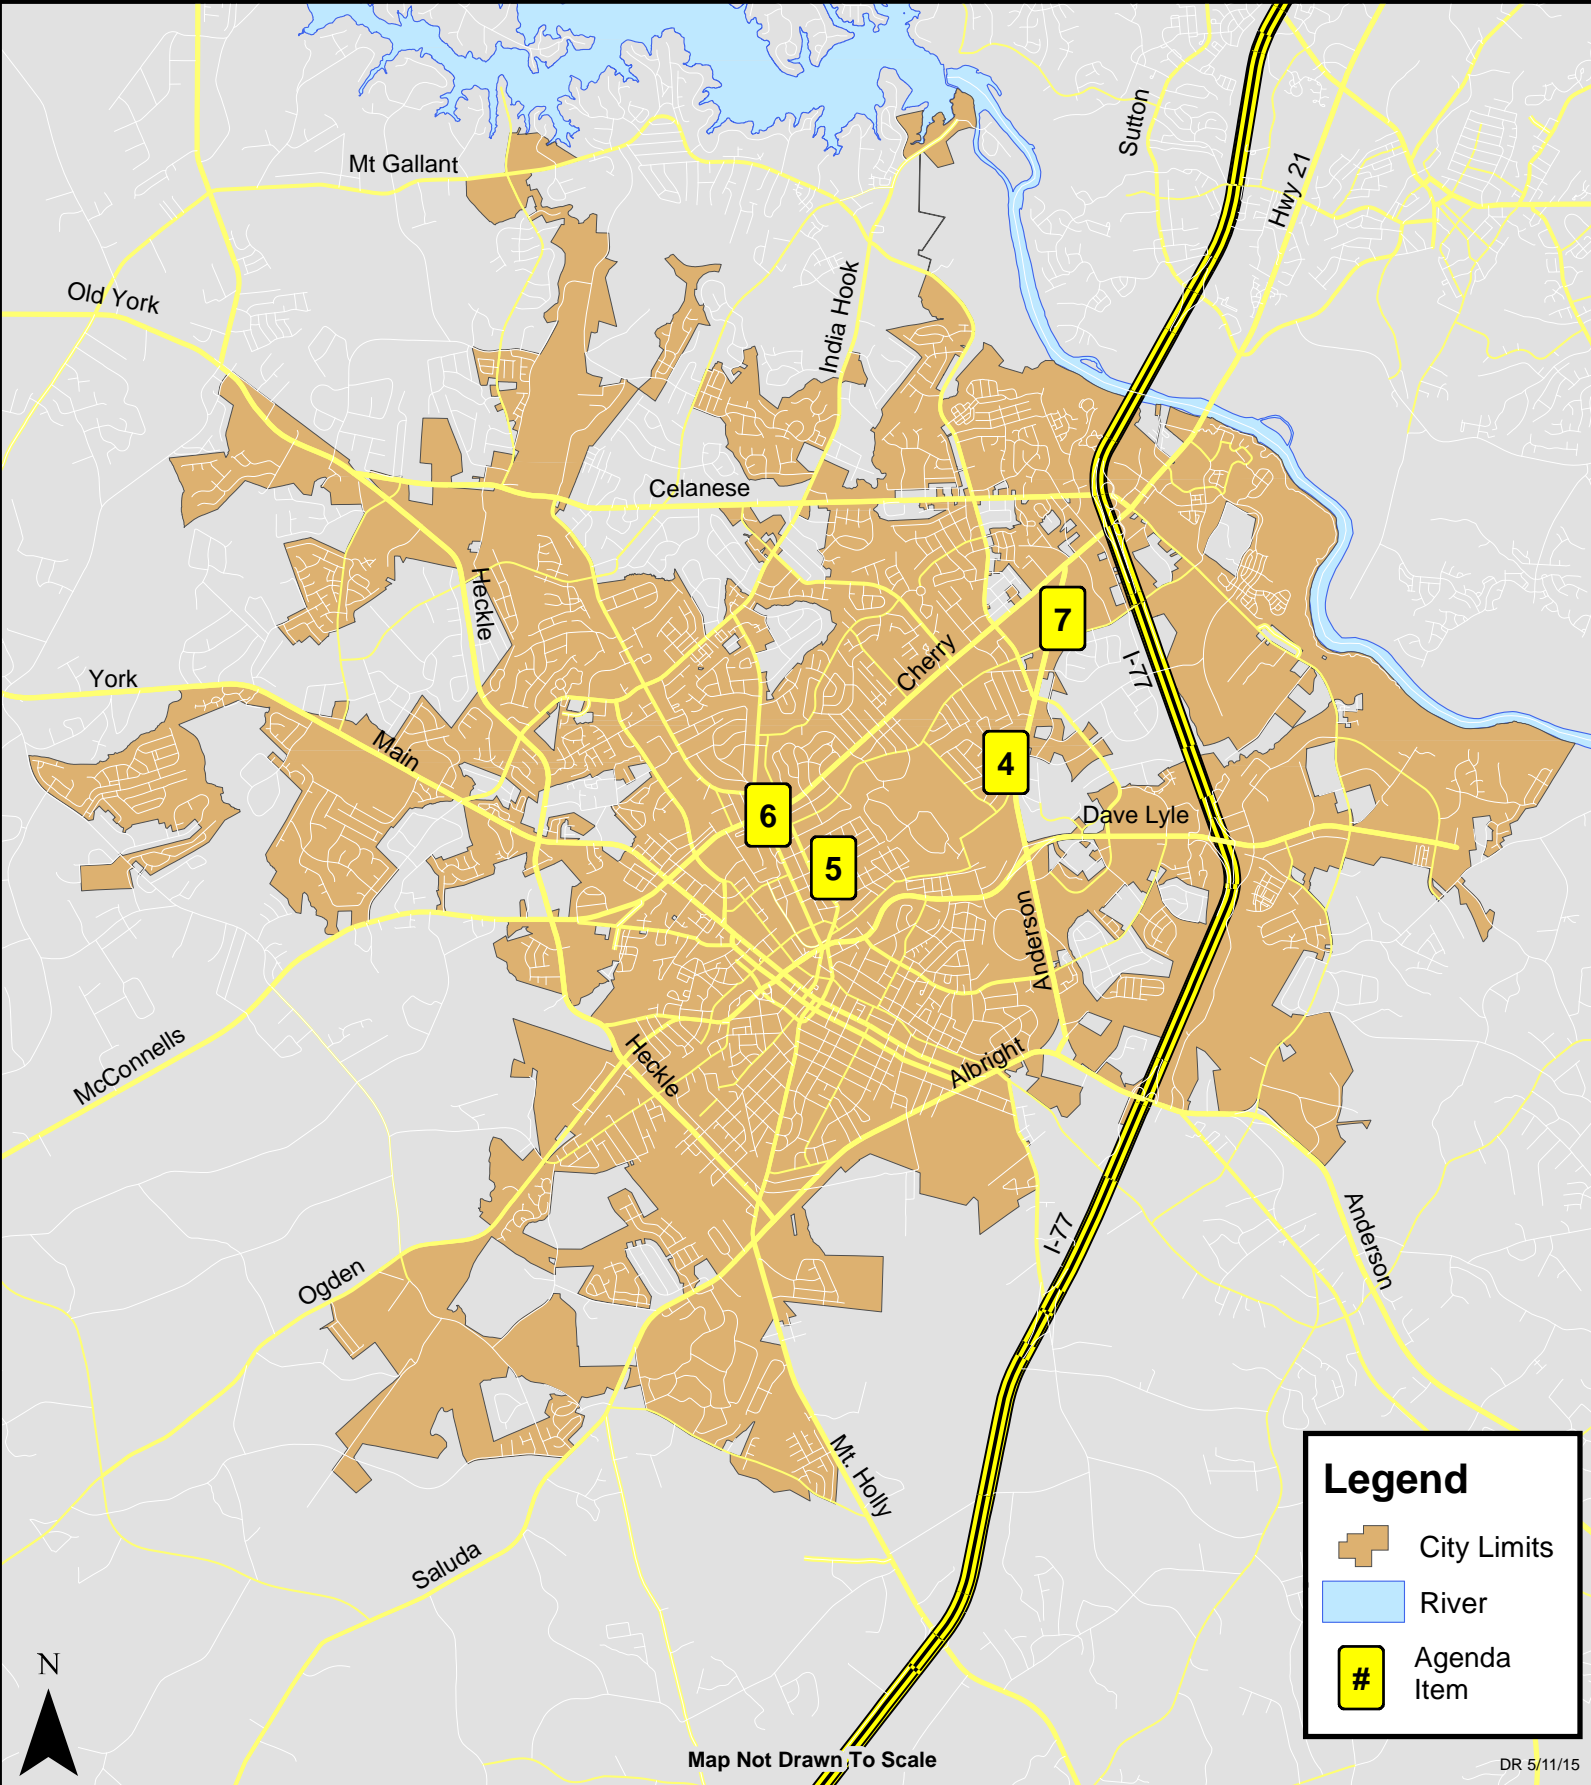 Sutton
Mt Gallant
Hwy 21
Old York
India Hook
Celanese
Heckle
7
Cherry
I-77
York
Main
4
6
Dave Lyle
5
Anderson
McConnells
Heckle
Albright
I-77
Anderson
Ogden
Mt. Holly
Saluda
Legend
City Limits
River
#
Agenda
Item
N
Map Not Drawn To Scale
DR 5/11/15